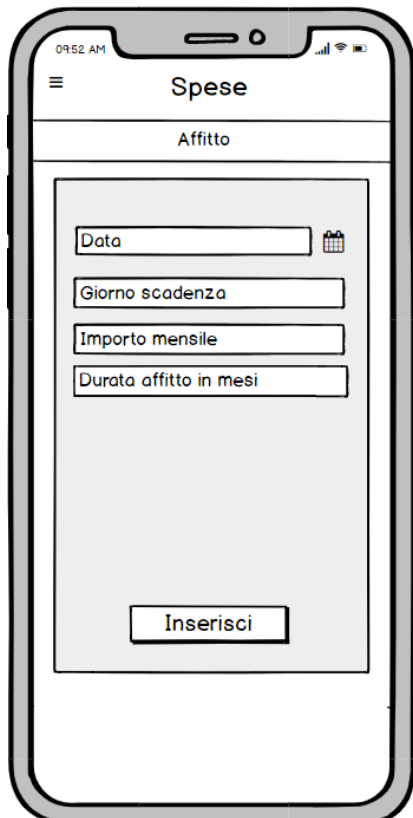 09:52 AM
Spese
Affitto
Data
Giorno scadenza
Importo mensile
Durata affitto in mesi
Inserisci